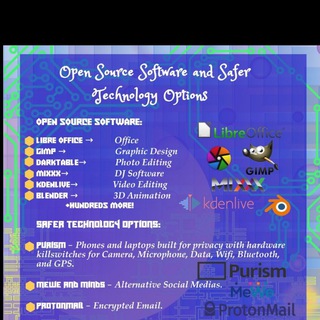 Open Source Software and Safer
Technology Options
OPEN SOURCE SOFTWARE:
LIBRE OFFICE→ Office
GIMP → Graphic Design
DARKTABLE→ Photo Editing
MIXXX→ DJ Software
KDENLIVE→ Video Editing
BLENDER → 3D Animation
+HUNDREDS MORE!
LibreOffice
GIMP
MIXXX
kdenlive
SAFER TECHNOLOGY OPTIONS:
PURISM – Phones and laptops built for privacy with hardware
killswitches for Camera, Microphone, Data, Wifi, Bluetooth,
and GPS.
Purism
MEWE AND MINDS – Alternative Social Medias.
MeWe
PROTONMAIL – Encrypted Email.
ProtonMail